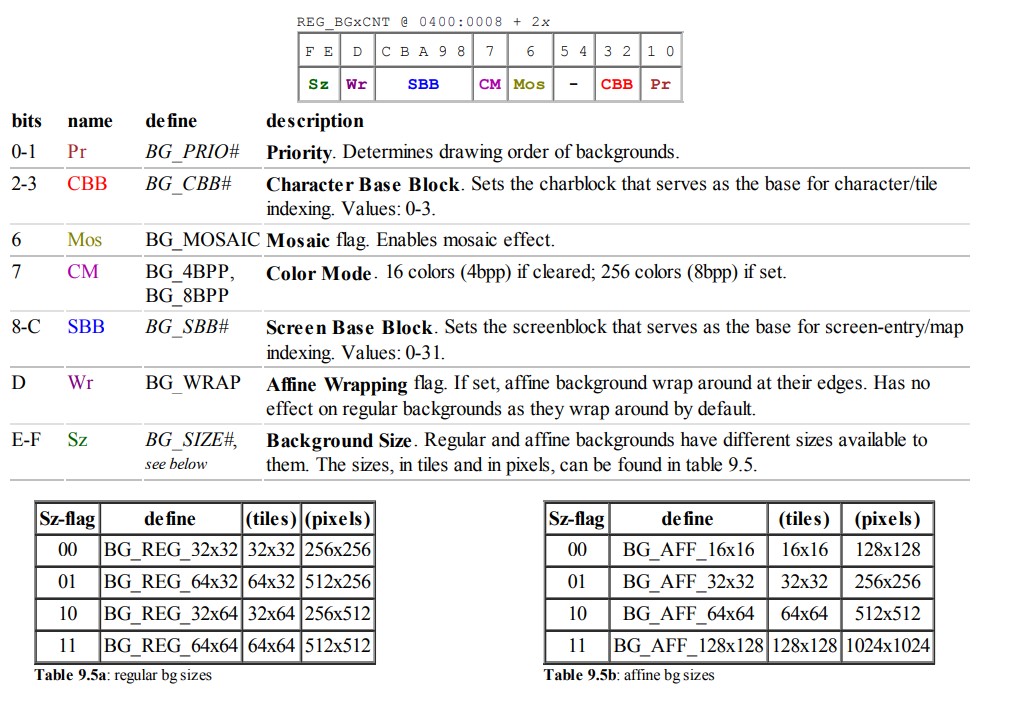 REG_BGxCNT @ 0400:0008 + 2x
F E D C B A 9 8 7 6 5 4 3 2 1 0
Sz Wr SBB CM Mos - CBB Pr
bits name define description
0-1 Pr BG_PRIO# Priority. Determines drawing order of backgrounds.
2-3 CBB BG_CBB# Character Base Block. Sets the charblock that serves as the base for character/tile
indexing. Values: 0-3.
6 Mos BG_MOSAIC Mosaic flag. Enables mosaic effect.
7 CM BG_4BPP, Color Mode. 16 colors (4bpp) if cleared; 256 colors (8bpp) if set.
BG_8BPP
8-C SBB BG_SBB# Screen Base Block. Sets the screenblock that serves as the base for screen-entry/map
indexing. Values: 0-31.
D Wr BG_WRAP Affine Wrapping flag. If set, affine background wrap around at their edges. Has no
effect on regular backgrounds as they wrap around by default.
E-F Sz BG_SIZE#, Background Size. Regular and affine backgrounds have different sizes available to
see below them. The sizes, in tiles and in pixels, can be found in table 9.5.
Sz-flag define (tiles) (pixels)
00 BG_REG_32x32 32x32 256x256
01 BG_REG_64x32 64x32 512x256
10 BG_REG_32x64 32x64 256x512
11 BG_REG_64x64 64x64 512x512
Table 9.5a: regular bg sizes
Sz-flag define (tiles) (pixels)
00 BG_AFF_16x16 16x16 128x128
01 BG_AFF_32x32 32x32 256x256
10 BG_AFF_64x64 64x64 512x512
11 BG_AFF_128x128 128x128 1024x1024
Table 9.5b: affine bg sizes